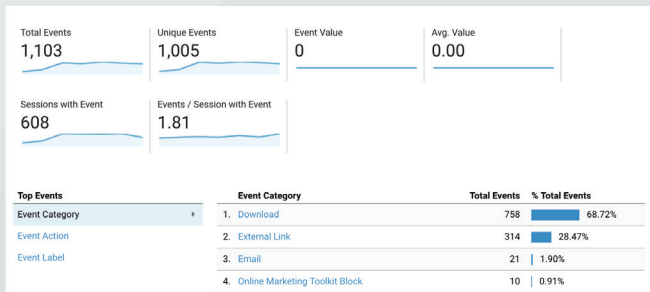 Total Events Unique Events Event Value Avg. Value
1,103 1,005 0 0.00
Sessions with Event Events / Session with Event
608 1.81
Top Events Event Category Total Events % Total Events
Event Category 1. Download 758 68.72%
Event Action 2. External Link 314 28.47%
Event Label 3. Email 21 1.90%
4. Online Marketing Toolkit Block 10 0.91%